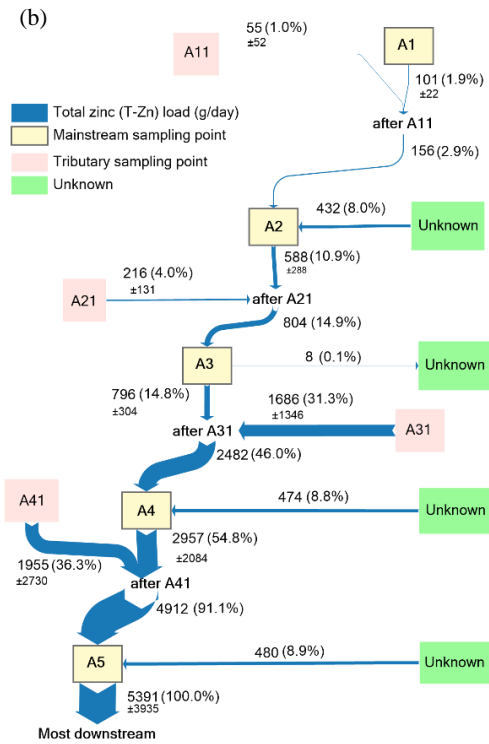 (b)
55 (1.0%)
±52
A11
A1
101 (1.9%)
±22
Total zinc (T-Zn) load (g/day)
Mainstream sampling point
Tributary sampling point
Unknown
after A11
156 (2.9%)
432 (8.0%)
A2
Unknown
588 (10.9%)
±288
216 (4.0%)
±131
A21
after A21
804 (14.9%)
8 (0.1%)
A3
Unknown
796 (14.8%)
±304
1686 (31.3%)
±1346
after A31
A31
2482 (46.0%)
A41
474 (8.8%)
A4
Unknown
2957 (54.8%)
±2084
1955 (36.3%)
±2730
after A41
4912 (91.1%)
480 (8.9%)
A5
Unknown
5391 (100.0%)
±3935
Most downstream